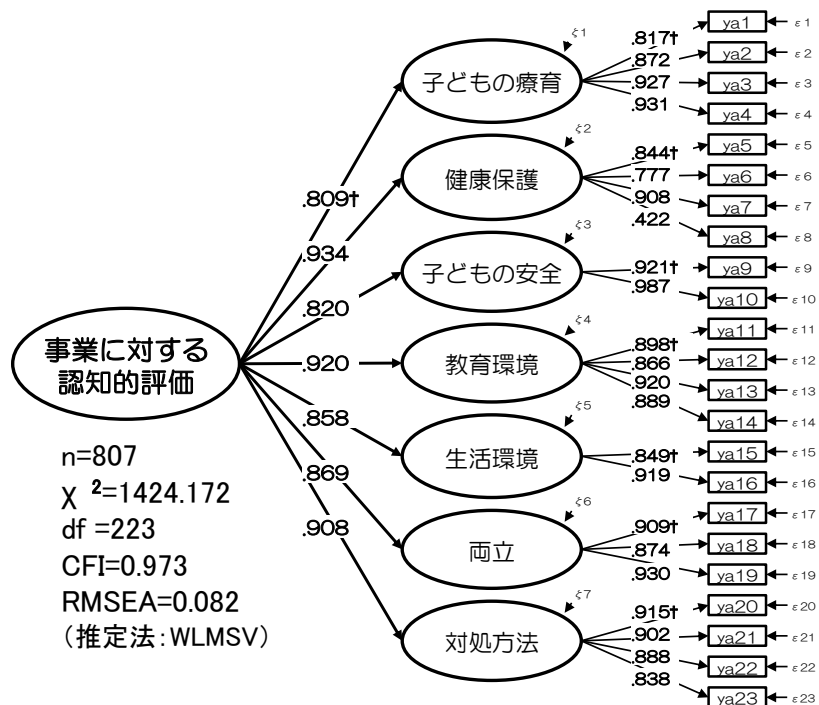 ζ1
子どもの療育
.817†
.872
.927
.931
ya1
ε1
ya2
ε2
ya3
ε3
ya4
ε4
ζ2
健康保護
.844†
.777
.908
.422
ya5
ε5
ya6
ε6
ya7
ε7
ya8
ε8
ζ3
子どもの安全
.921†
.987
ya9
ε9
ya10
ε10
ζ4
教育環境
.898†
.866
.920
.889
ya11
ε11
ya12
ε12
ya13
ε13
ya14
ε14
ζ5
生活環境
.849†
.919
ya15
ε15
ya16
ε16
ζ6
両立
.909†
.874
.930
ya17
ε17
ya18
ε18
ya19
ε19
ζ7
対処方法
.915†
.902
.888
.838
ya20
ε20
ya21
ε21
ya22
ε22
ya23
ε23
.809†
.934
.820
.920
.858
.869
.908
事業に対する
認知的評価
n=807
χ ²=1424.172
df =223
CFI=0.973
RMSEA=0.082
(推定法:WLMSV)